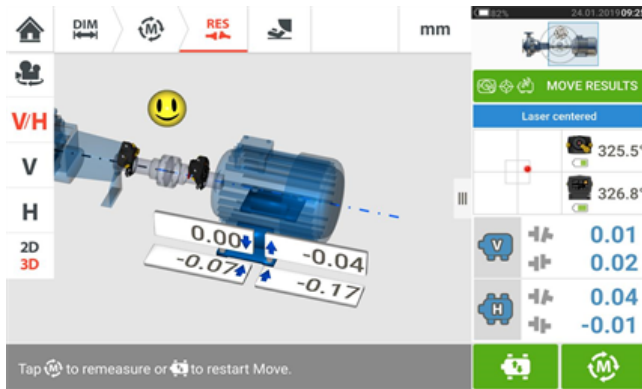 DIM
RES
mm
82%
24.01.2019 09:25
MOVE RESULTS
Laser centered
325.5°
326.8°
V/H
V
H
2D
3D
0.00
-0.04
-0.07
-0.17
V
0.01
0.02
H
0.04
-0.01
Tap M to remeasure or to restart Move.
M